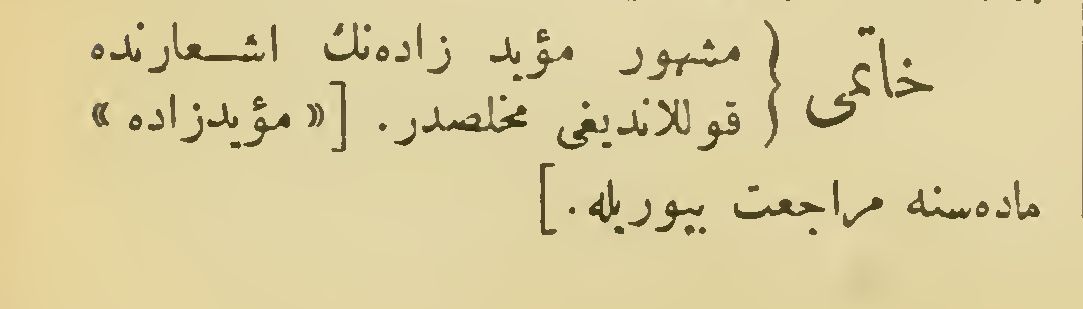 خاتمی { مشهور مؤید زاده‌نك اشعارنده
قوللاندیغی مخلصدر. [« مؤیدزاده »
ماده‌سنه مراجعت بیوریله.]